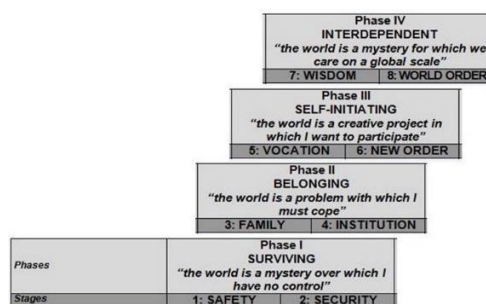 Phase IV
INTERDEPENDENT
"the world is a mystery for which we
care on a global scale"
7: WISDOM 8: WORLD ORDER
Phase III
SELF-INITIATING
"the world is a creative project in
which I want to participate"
5: VOCATION 6: NEW ORDER
Phase II
BELONGING
"the world is a problem with which I
must cope"
3: FAMILY 4: INSTITUTION
Phases
Phase I
SURVIVING
"the world is a mystery over which I
have no control"
Stages 1: SAFETY 2: SECURITY